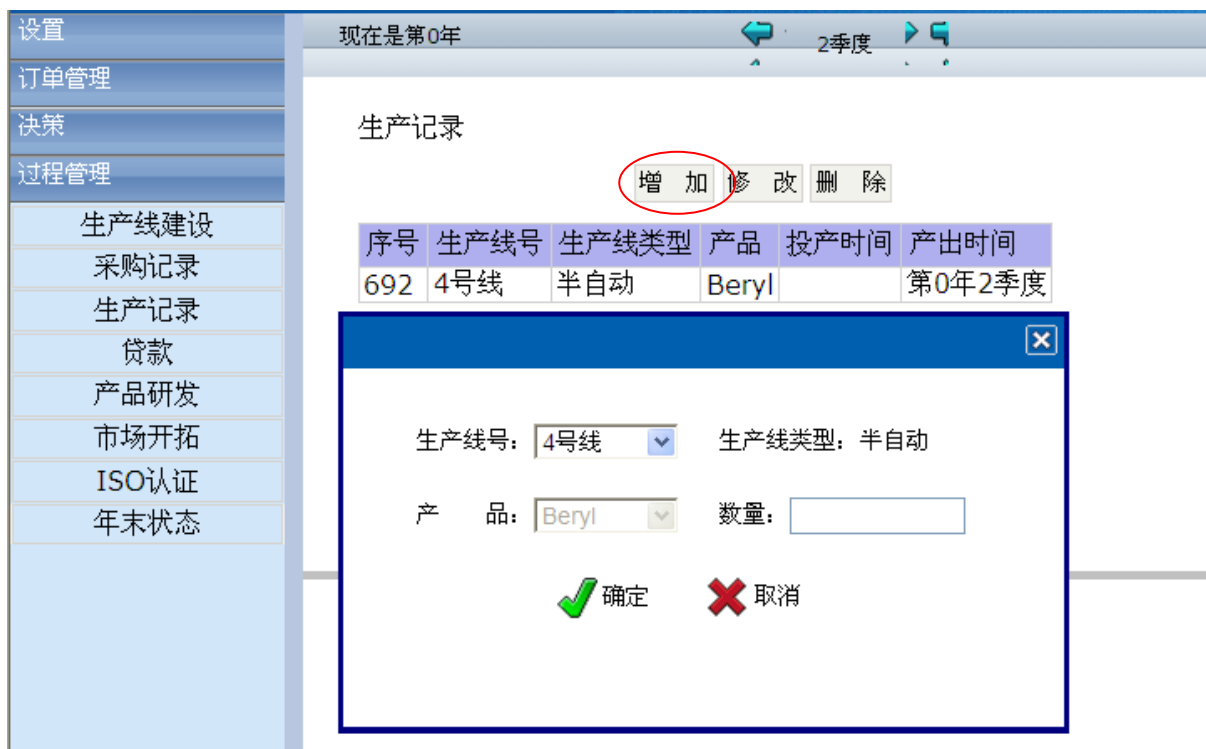 设置
现在是第0年 2季度
订单管理
决策
生产记录
过程管理
增 加 修 改 删 除
生产线建设
采购记录
生产记录
贷款
产品研发
市场开拓
ISO认证
年末状态
序号 生产线号 生产线类型 产品 投产时间 产出时间
692 4号线 半自动 Beryl 第0年2季度
生产线号： 4号线 生产线类型：半自动
产 品： Beryl 数量：
确定 取消